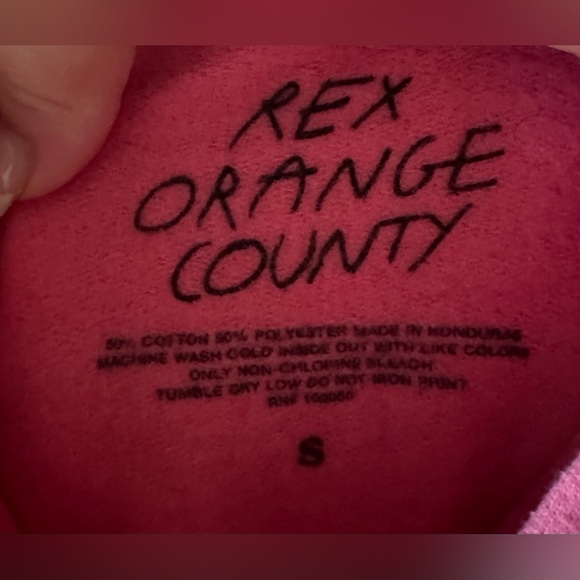 REX
ORANGE
COUNTY
50% COTTON 50% POLYESTER MADE IN HONDURAS
MACHINE WASH COLD INSIDE OUT WITH LIKE COLORS
ONLY NON-CHLORINE BLEACH
TUMBLE DRY LOW DO NOT IRON PRINT
RN#
S